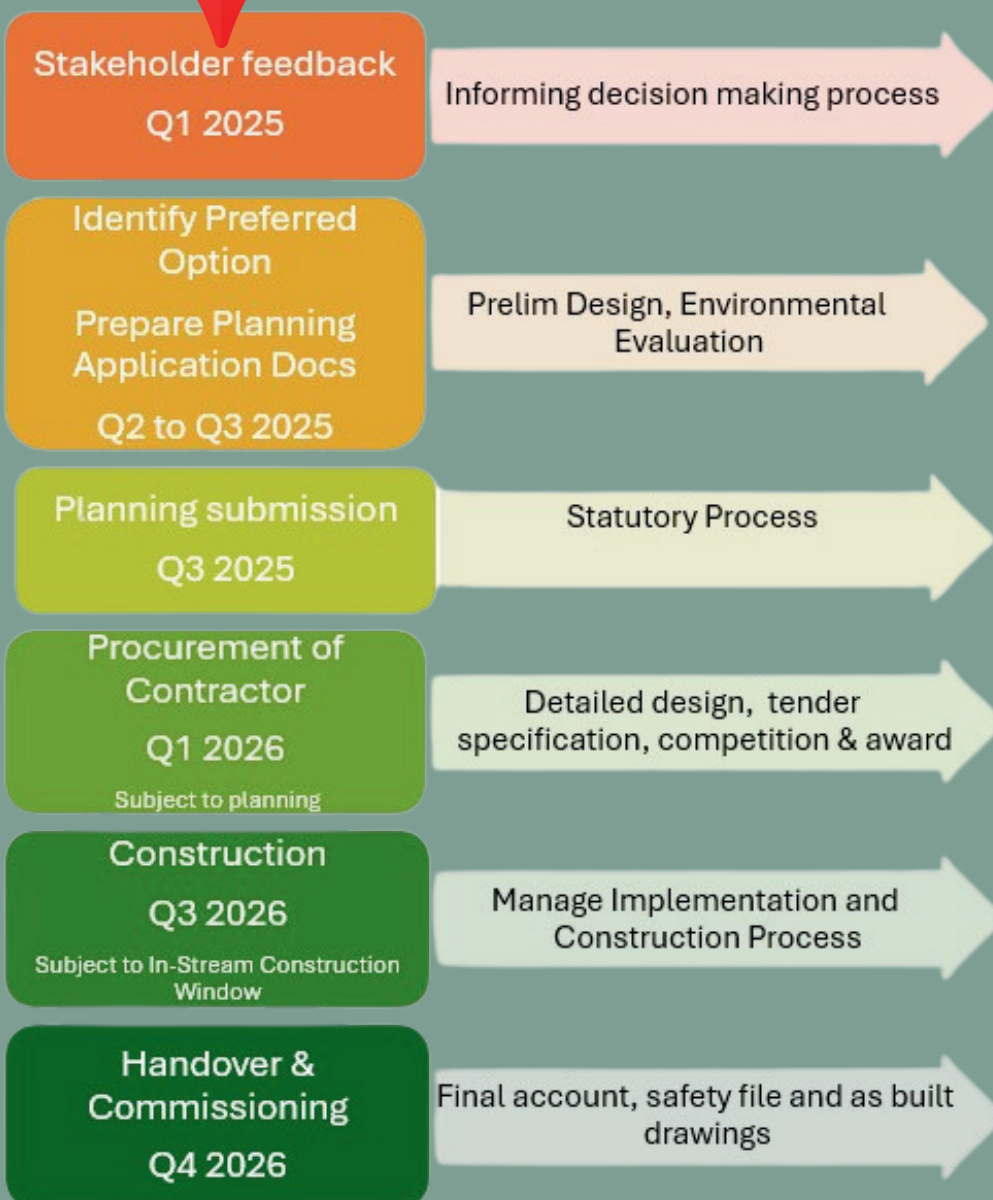 Stakeholder feedback
Q1 2025
Informing decision making process
Identify Preferred
Option
Prepare Planning
Application Docs
Q2 to Q3 2025
Prelim Design, Environmental
Evaluation
Planning submission
Q3 2025
Statutory Process
Procurement of
Contractor
Q1 2026
Subject to planning
Detailed design, tender
specification, competition & award
Construction
Q3 2026
Subject to In-Stream Construction
Window
Manage Implementation and
Construction Process
Handover &
Commissioning
Q4 2026
Final account, safety file and as built
drawings